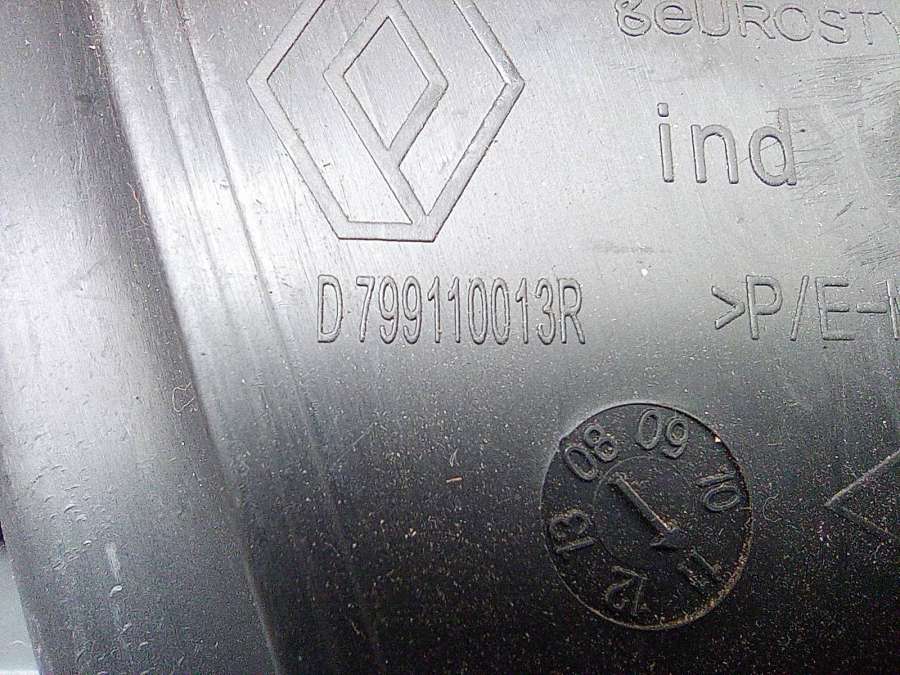 eUROSTY
ind
D 799110013R
>P/E-
08 09 10 11 12 13